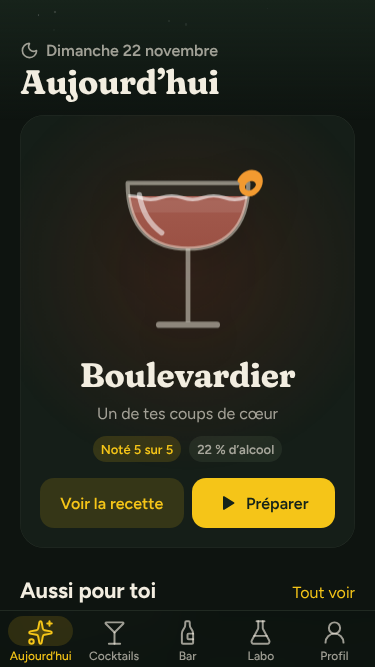 Dimanche 22 novembre
Aujourd’hui
Boulevardier
Un de tes coups de cœur
Noté 5 sur 5
22 % d’alcool
Voir la recette
Préparer
Aussi pour toi
Tout voir
Aujourd’hui
Cocktails
Bar
Labo
Profil